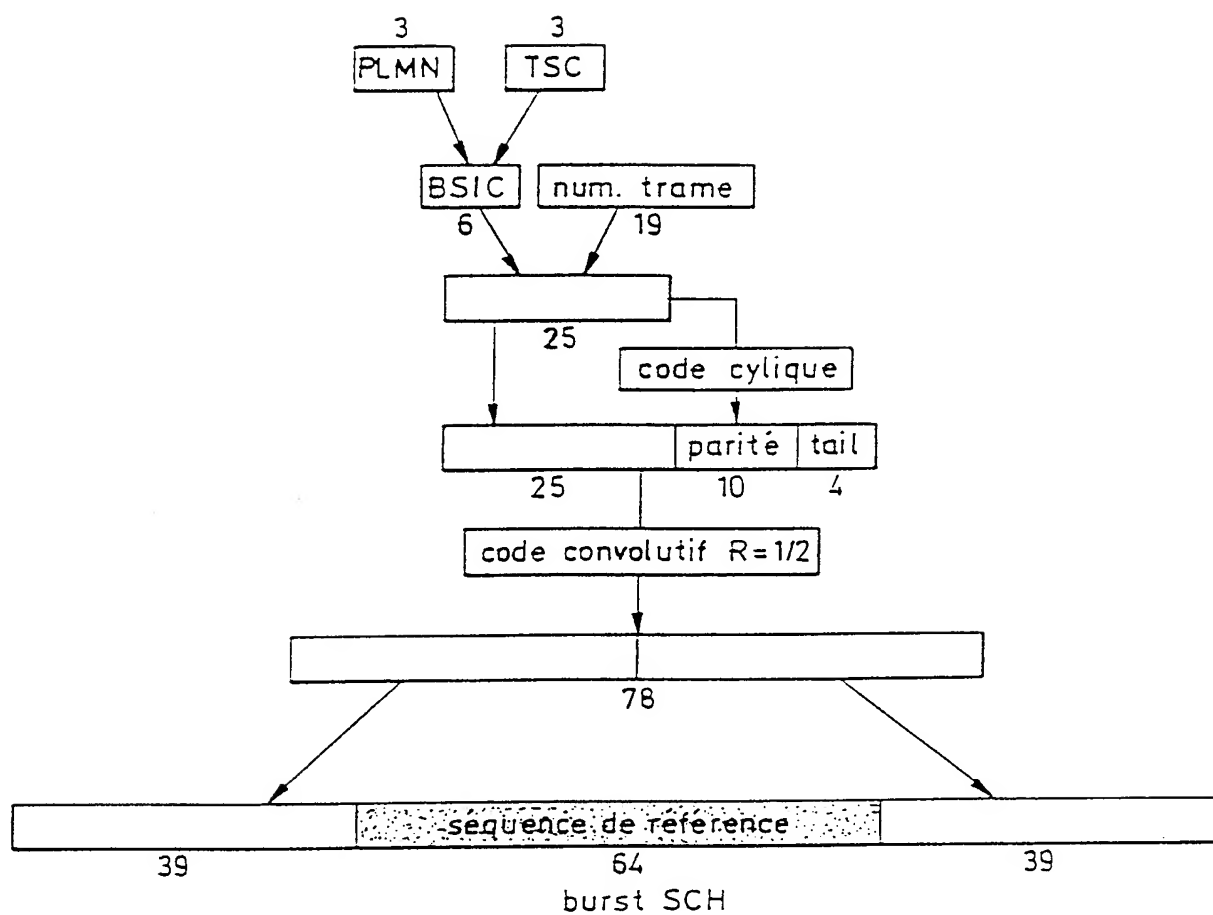 3 3
PLMN TSC
BSIC num. trame
6 19
25
code cylique
parité tail
25 10 4
code convolutif R=1/2
78
séquence de référence
39 64 39
burst SCH